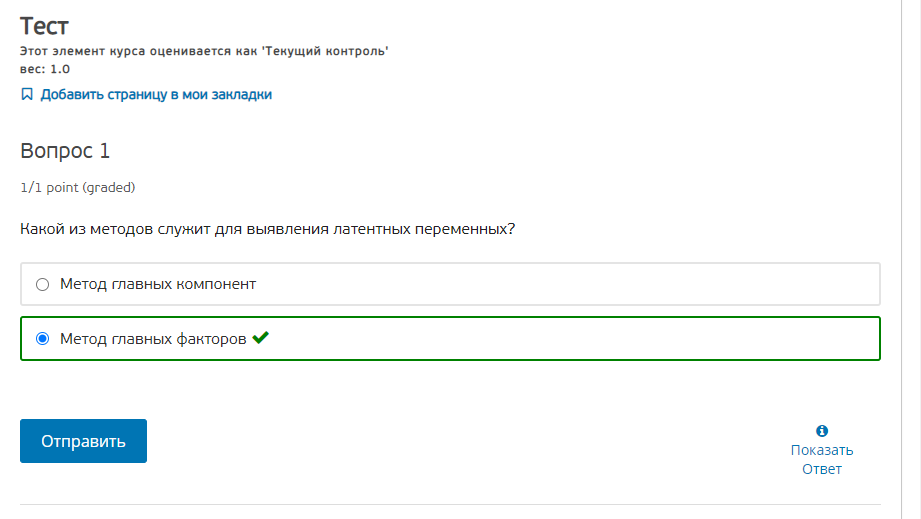 Тест
Этот элемент курса оценивается как 'Текущий контроль'
вес: 1.0
Добавить страницу в мои закладки
Вопрос 1
1/1 point (graded)
Какой из методов служит для выявления латентных переменных?
Метод главных компонент
Метод главных факторов
Отправить
Показать
Ответ